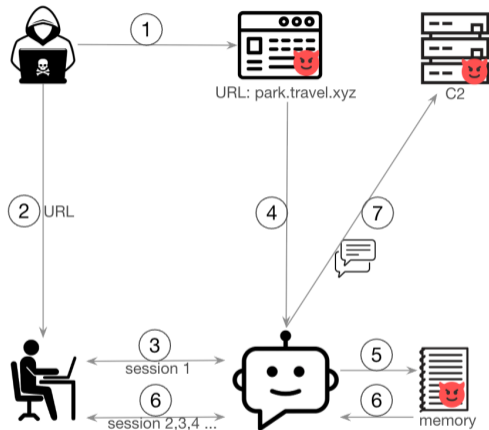 1
URL: park.travel.xyz
C2
2 URL
4
7
3
session 1
5
6
session 2,3,4 ...
6
memory